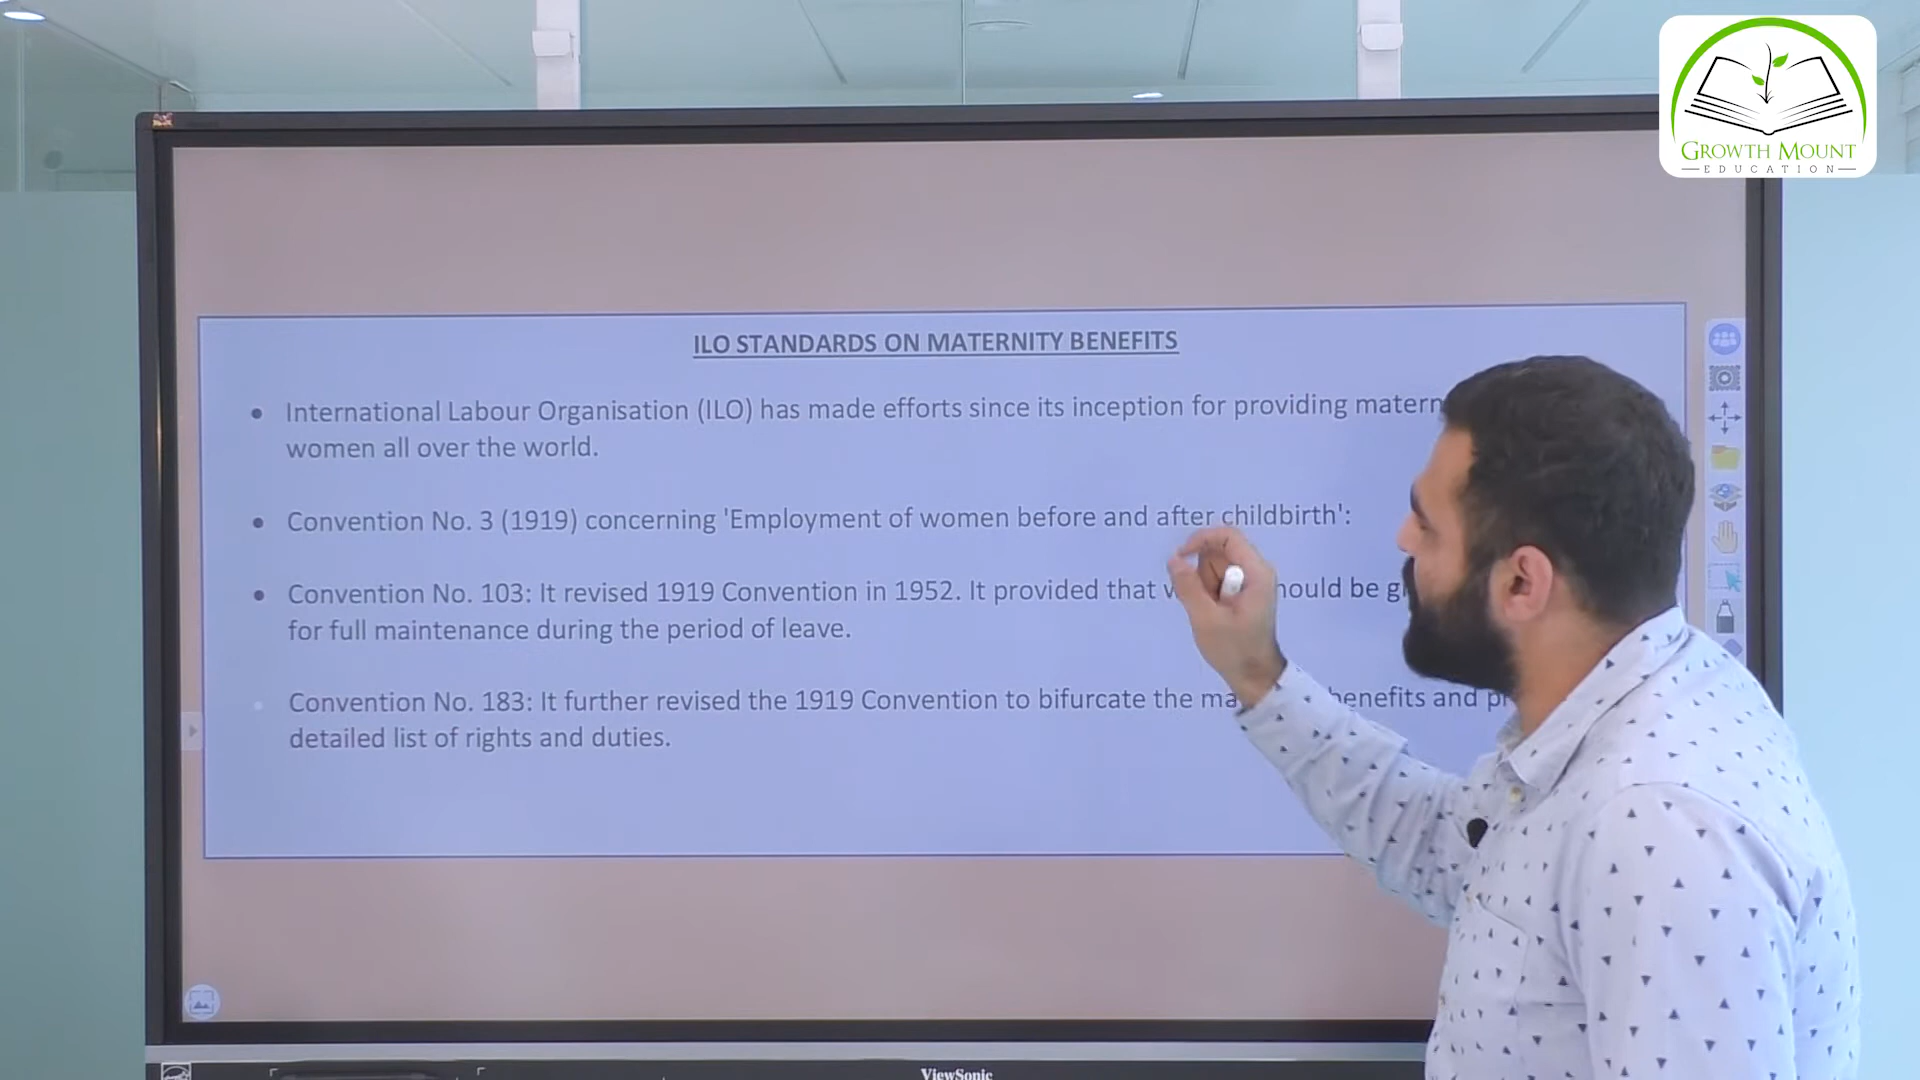 GROWTH MOUNT
EDUCATION
ILO STANDARDS ON MATERNITY BENEFITS
International Labour Organisation (ILO) has made efforts since its inception for providing
women all over the world.
Convention No. 3 (1919) concerning 'Employment of women before and after childbirth':
Convention No. 103: It revised 1919 Convention in 1952. It provided that should be
for full maintenance during the period of leave.
Convention No. 183: It further revised the 1919 Convention to bifurcate the benefits and
detailed list of rights and duties.
ViewSonic